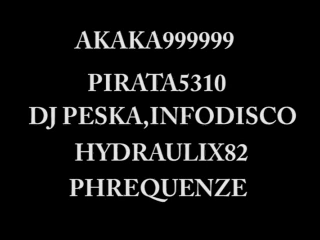 AKAKA999999
PIRATA5310
DJ PESKA,INFODISCO
HYDRAULIX82
PHREQUENZE